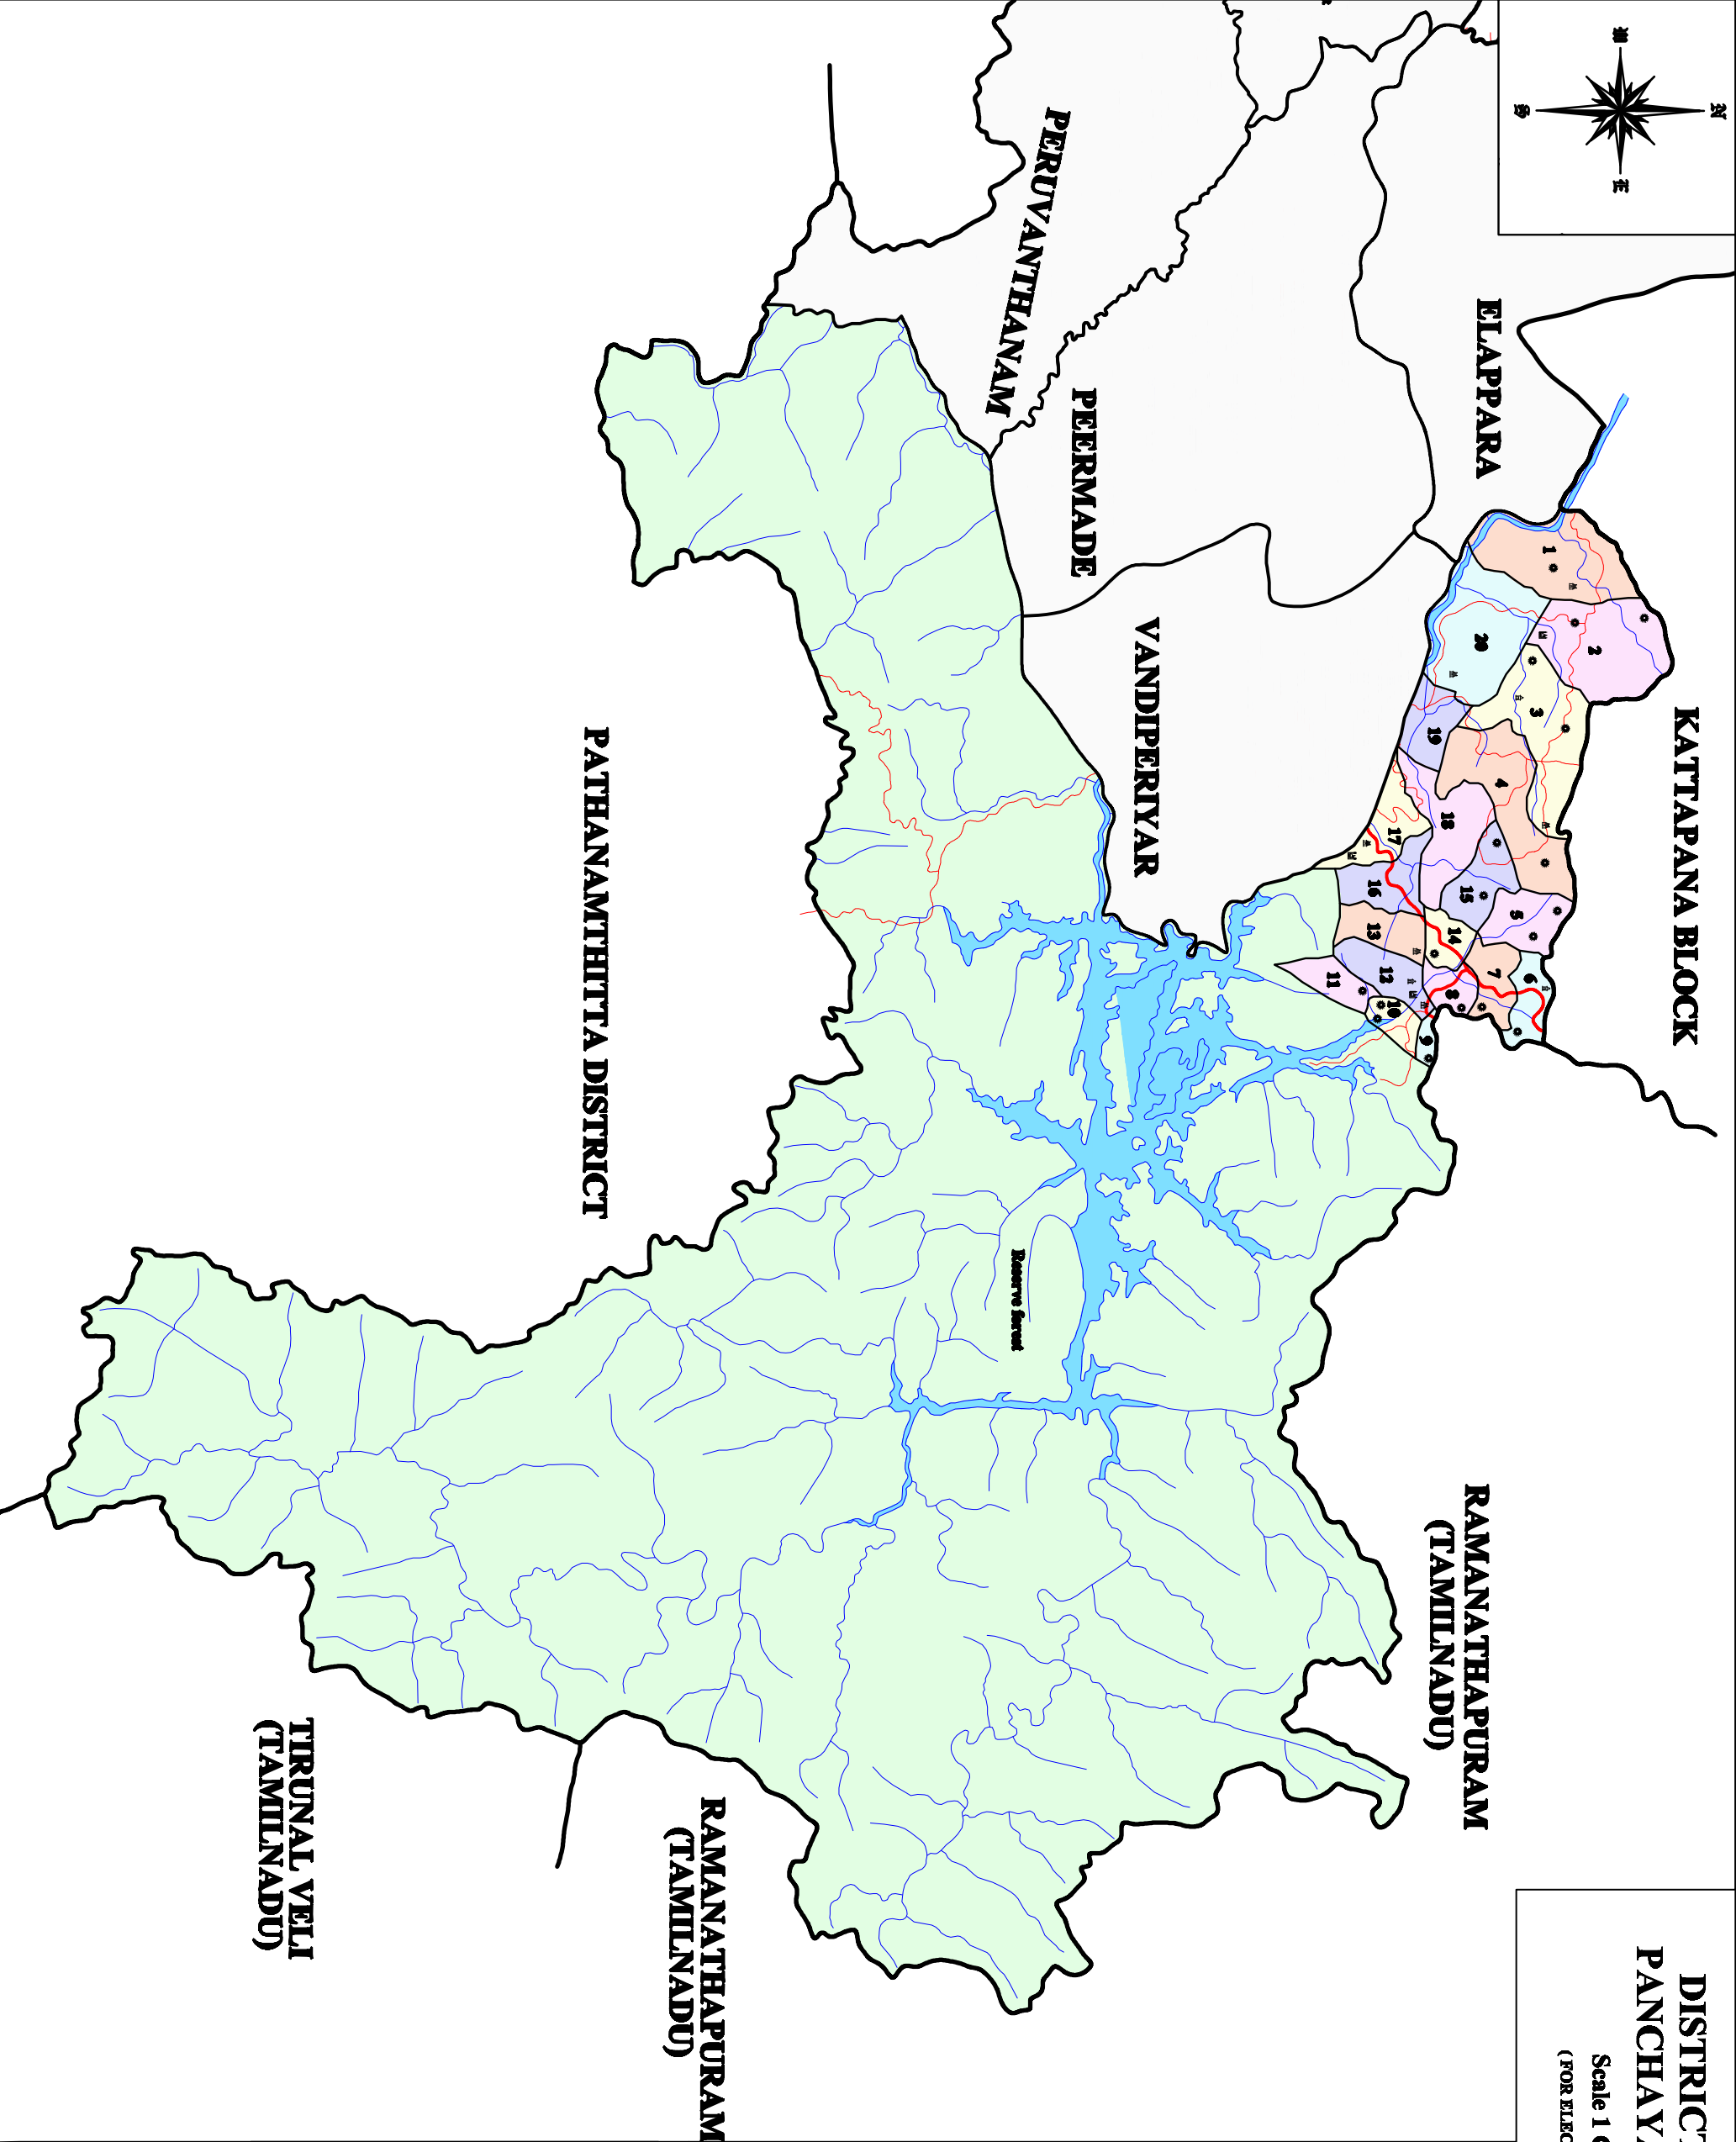 N
S
E
DISTRIC
PANCHAYA
Scale 1
(FOR ELEC
KATTAPANA BLOCK
ELAPPARA
PERUVANTHANAM
PEERMADE
VANDIPERIYAR
1
2
3
4
5
6
7
8
9
10
11
12
13
14
15
16
17
18
19
20
RAMANATHAPURAM
(TAMILNADU)
Reserve forest
PATHANAMTHITTA DISTRICT
RAMANATHAPURAM
(TAMILNADU)
TIRUNAL VELI
(TAMILNADU)